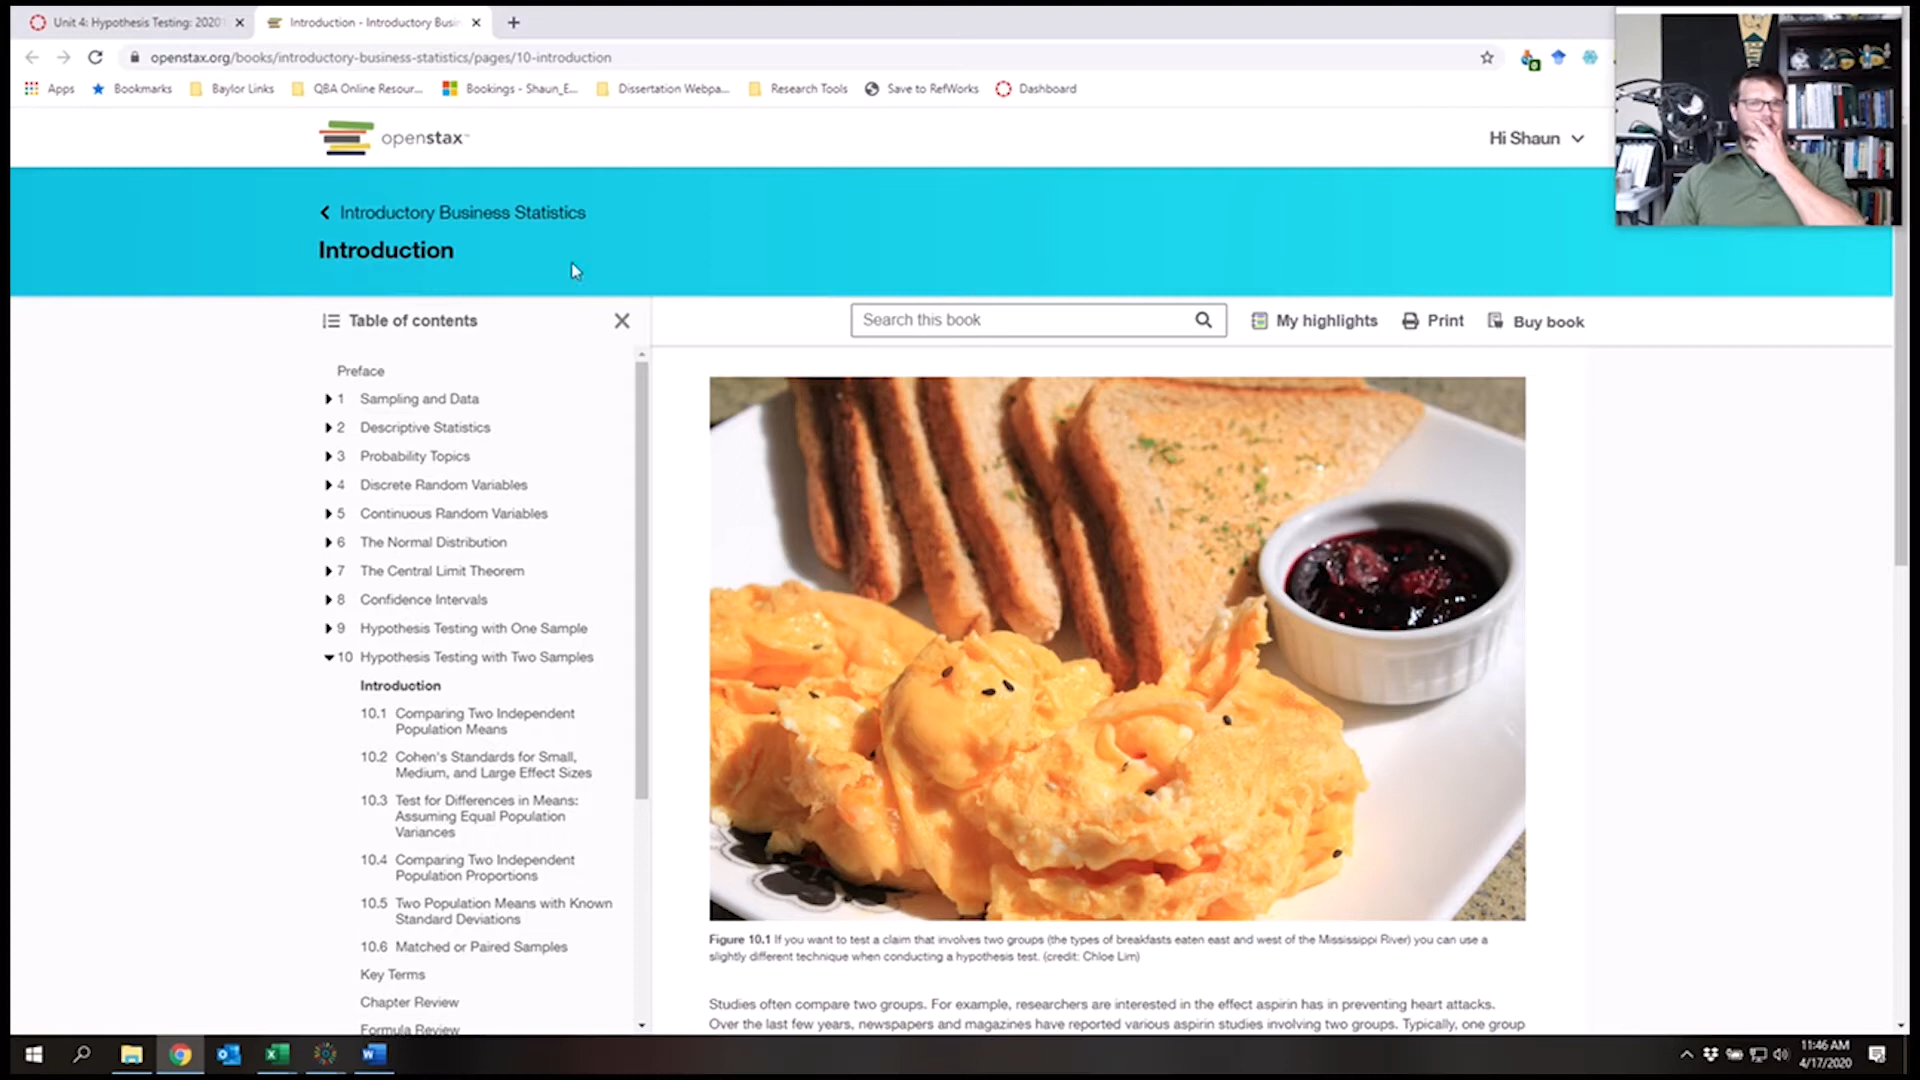 Unit 4: Hypothesis Testing: 2020
Introduction - Introductory Busin
openstax.org/books/introductory-business-statistics/pages/10-introduction
Apps
Bookmarks
Baylor Links
QBA Online Resour...
Bookings - Shaun_E...
Dissertation Webpa...
Research Tools
Save to RefWorks
Dashboard
openstax
Hi Shaun
Introductory Business Statistics
Introduction
Table of contents
Search this book
My highlights
Print
Buy book
Preface
1 Sampling and Data
2 Descriptive Statistics
3 Probability Topics
4 Discrete Random Variables
5 Continuous Random Variables
6 The Normal Distribution
7 The Central Limit Theorem
8 Confidence Intervals
9 Hypothesis Testing with One Sample
10 Hypothesis Testing with Two Samples
Introduction
10.1 Comparing Two Independent
Population Means
10.2 Cohen's Standards for Small,
Medium, and Large Effect Sizes
10.3 Test for Differences in Means:
Assuming Equal Population
Variances
10.4 Comparing Two Independent
Population Proportions
10.5 Two Population Means with Known
Standard Deviations
10.6 Matched or Paired Samples
Key Terms
Chapter Review
Formula Review
Figure 10.1 If you want to test a claim that involves two groups (the types of breakfasts eaten east and west of the Mississippi River) you can use a
slightly different technique when conducting a hypothesis test. (credit: Chloe Lim)
Studies often compare two groups. For example, researchers are interested in the effect aspirin has in preventing heart attacks.
Over the last few years, newspapers and magazines have reported various aspirin studies involving two groups. Typically, one group
11:46 AM
4/17/2020